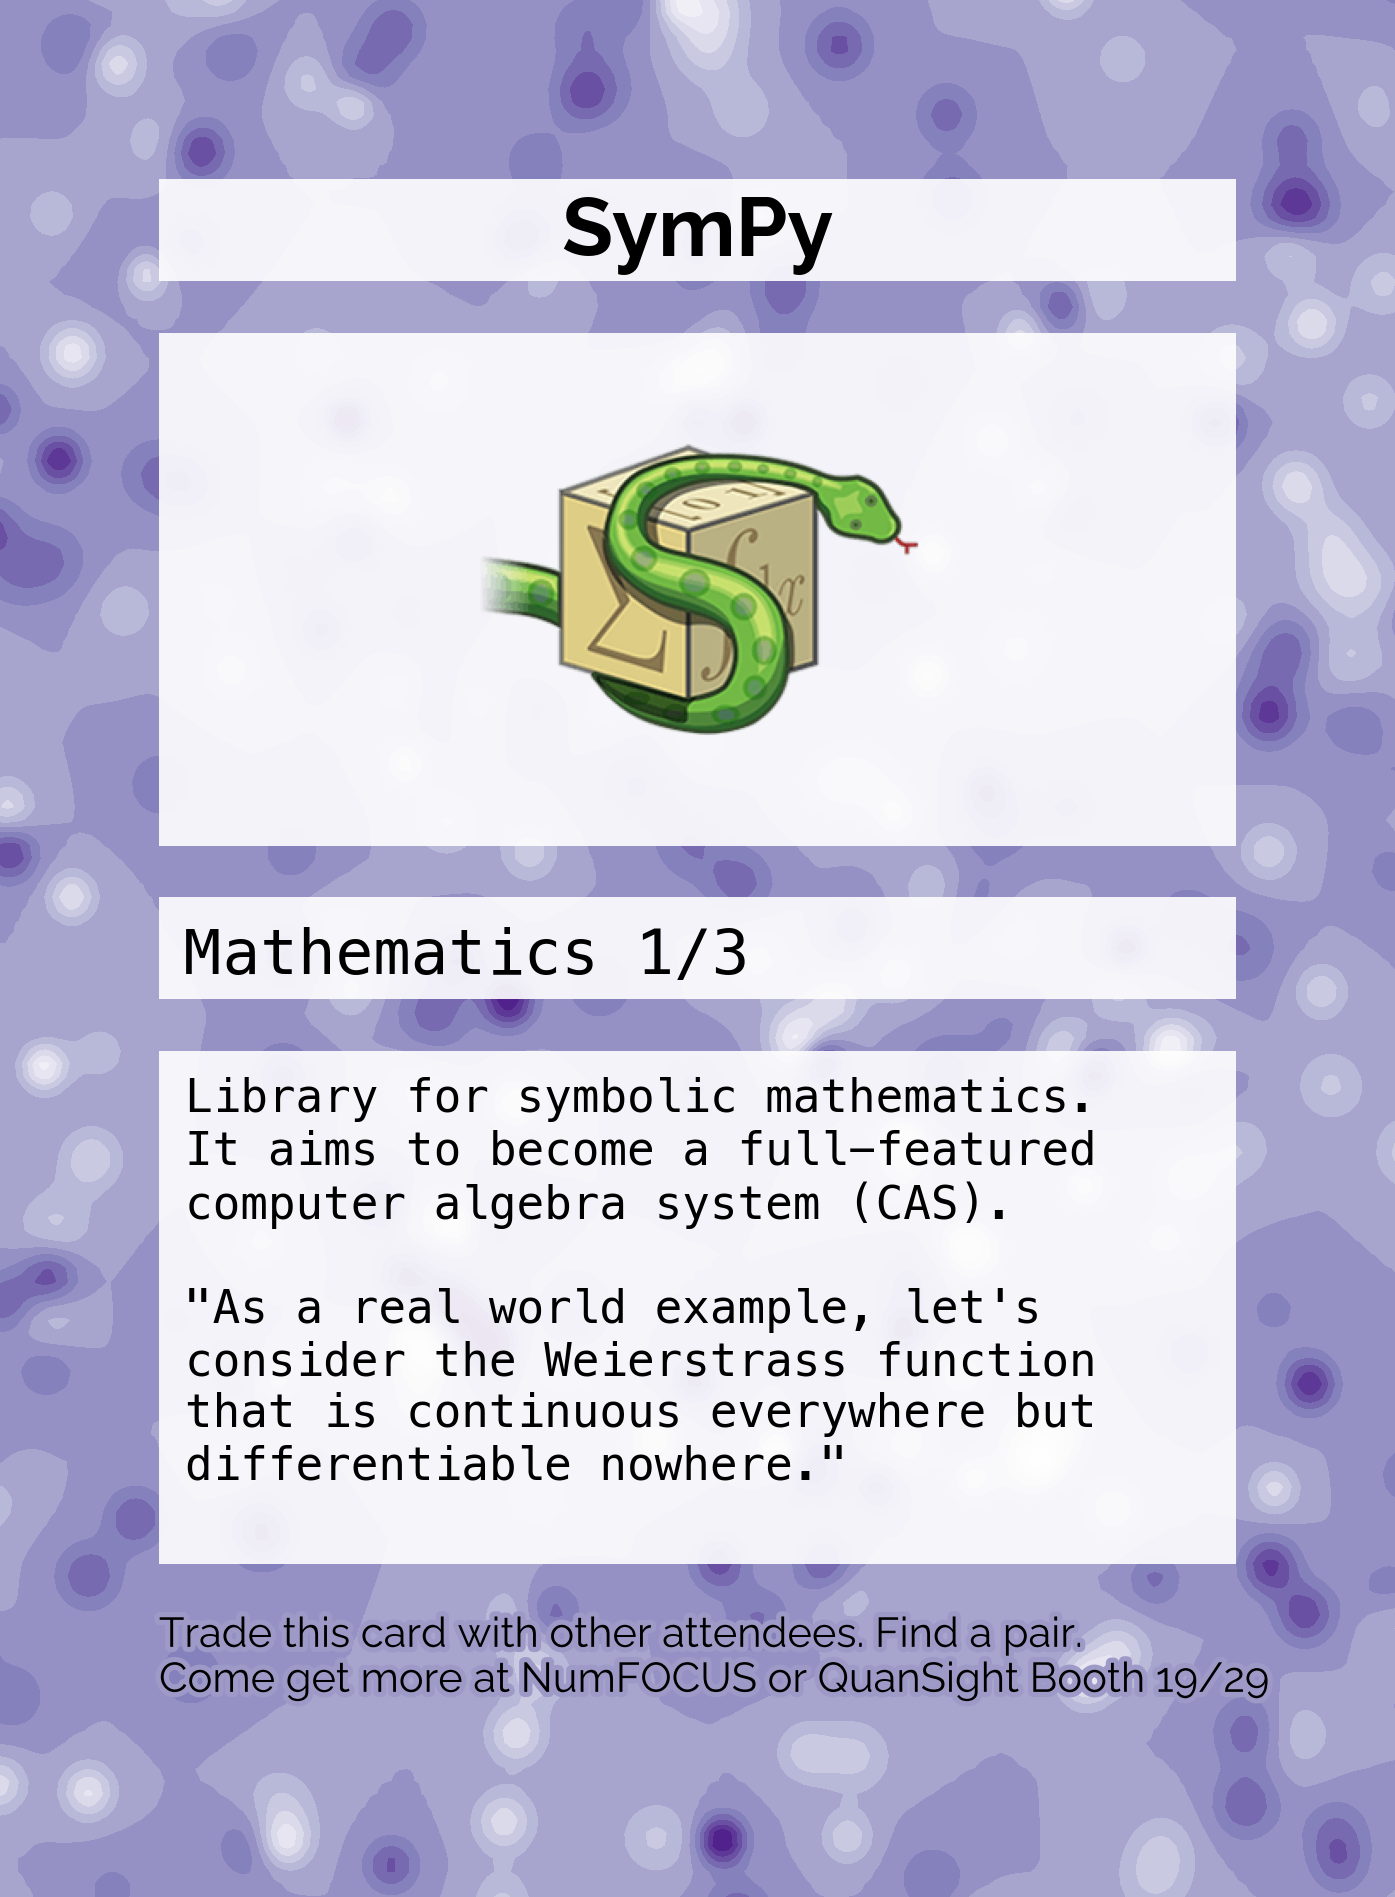 SymPy
Σ
Mathematics 1/3
Library for symbolic mathematics.
It aims to become a full-featured
computer algebra system (CAS).
"As a real world example, let's
consider the Weierstrass function
that is continuous everywhere but
differentiable nowhere."
Trade this card with other attendees. Find a pair.
Come get more at NumFOCUS or QuanSight Booth 19/29